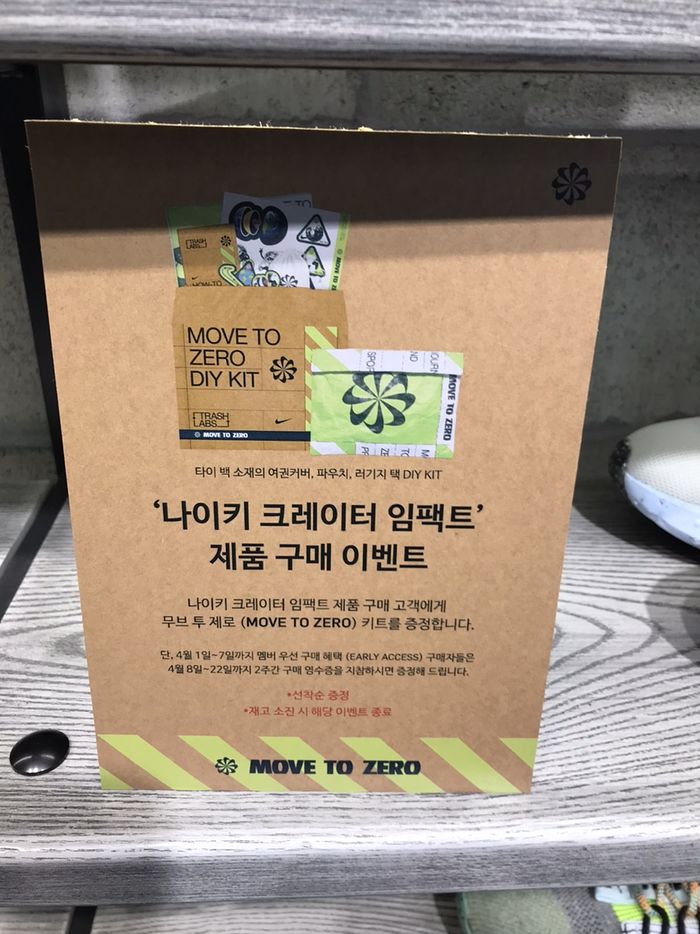 TRASH
LABS
HOW-TO
MOVE TO
ZERO
DIY KIT
TRASH
LABS
MOVE TO ZERO
MOVE TO ZERO
타이 백 소재의 여권커버, 파우치, 러기지 택 DIY KIT
‘나이키 크레이터 임팩트’
제품 구매 이벤트
나이키 크레이터 임팩트 제품 구매 고객에게
무브 투 제로 (MOVE TO ZERO) 키트를 증정합니다.
단, 4월 1일~7일까지 멤버 우선 구매 혜택 (EARLY ACCESS) 구매자들은
4월 8일~22일까지 2주간 구매 영수증을 지참하시면 증정해 드립니다.
*선착순 증정
*재고 소진 시 해당 이벤트 종료
MOVE TO ZERO